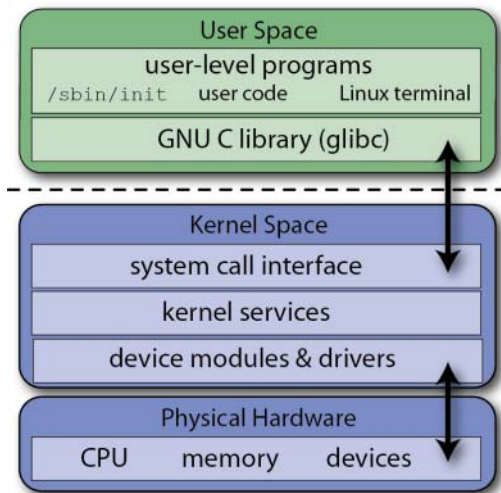 User Space
user-level programs
/sbin/init user code Linux terminal
GNU C library (glibc)
Kernel Space
system call interface
kernel services
device modules & drivers
Physical Hardware
CPU memory devices